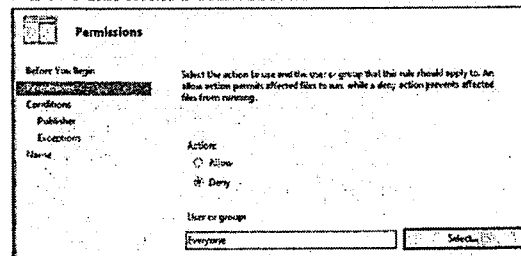 Permissions
Before You Begin
Permissions
Conditions
Publisher
Exceptions
Name
Select the action to use and the user or group that this rule should apply to. An
allow action permits affected files to run, while a deny action prevents affected
files from running.
Action:
Allow
Deny
User or group:
Everyone
Select...